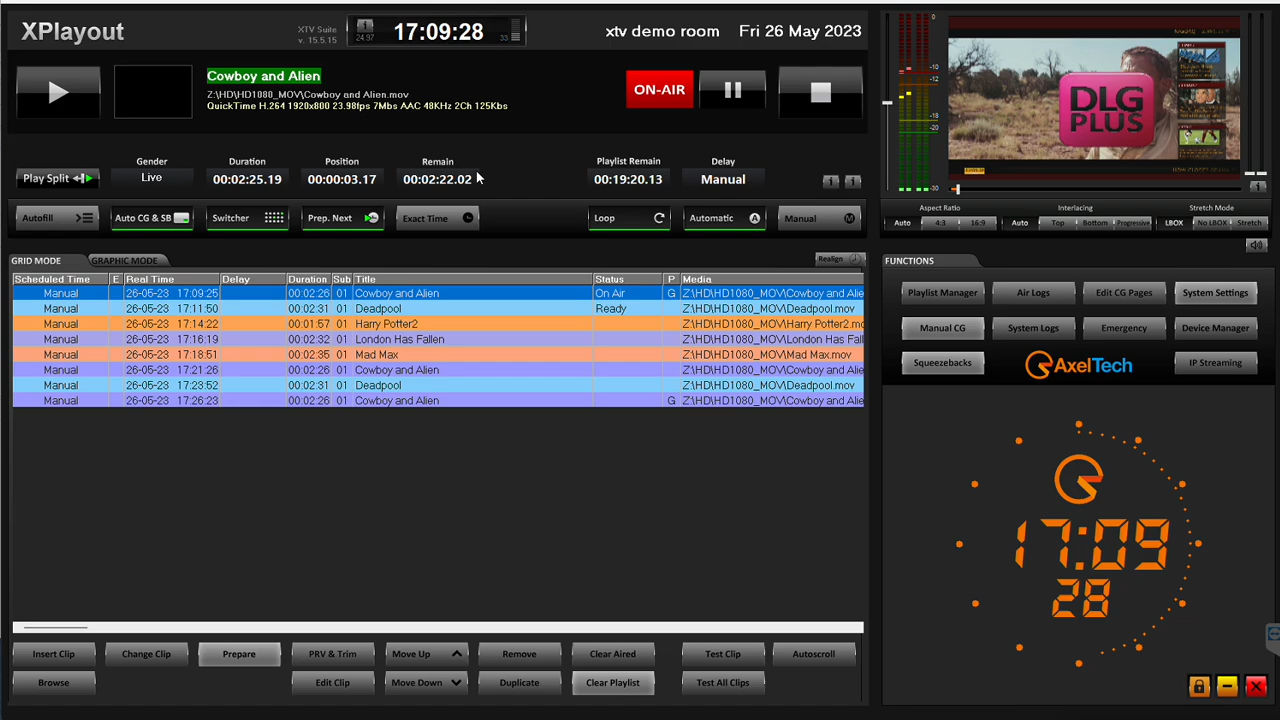 XPlayout
XTV Suite
v. 15.5.15
1
24.97
17:09:28
33
xtv demo room
Fri 26 May 2023
Cowboy and Alien
Z:\HD\HD1080_MOV\Cowboy and Alien.mov
QuickTime H.264 1920x800 23.98fps 7Mbs AAC 48KHz 2Ch 125Kbs
ON-AIR
Play Split
Gender
Live
Duration
00:02:25.19
Position
00:00:03.17
Remain
00:02:22.02
Playlist Remain
00:19:20.13
Delay
Manual
1 1
Autofill
Auto CG & SB
Switcher
Prep. Next
Exact Time
Loop
Automatic A
Manual M
0
-10
-12
-18
-20
-30
DLG
PLUS
1
Aspect Ratio Interlacing Stretch Mode
Auto 4:3 16:9 Auto Top Bottom Progressive LBOX No LBOX Stretch
GRID MODE GRAPHIC MODE Realign
Scheduled Time E Real Time Delay Duration Sub Title Status P Media
Manual 26-05-23 17:09:25 00:02:26 01 Cowboy and Alien On Air G Z:\HD\HD1080_MOV\Cowboy and Alie
Manual 26-05-23 17:11:50 00:02:31 01 Deadpool Ready Z:\HD\HD1080_MOV\Deadpool.mov
Manual 26-05-23 17:14:22 00:01:57 01 Harry Potter2 Z:\HD\HD1080_MOV\Harry Potter2.mo
Manual 26-05-23 17:16:19 00:02:32 01 London Has Fallen Z:\HD\HD1080_MOV\London Has Fal
Manual 26-05-23 17:18:51 00:02:35 01 Mad Max Z:\HD\HD1080_MOV\Mad Max.mov
Manual 26-05-23 17:21:26 00:02:26 01 Cowboy and Alien Z:\HD\HD1080_MOV\Cowboy and Alie
Manual 26-05-23 17:23:52 00:02:31 01 Deadpool Z:\HD\HD1080_MOV\Deadpool.mov
Manual 26-05-23 17:26:23 00:02:26 01 Cowboy and Alien G Z:\HD\HD1080_MOV\Cowboy and Alie
FUNCTIONS
Playlist Manager Air Logs Edit CG Pages System Settings
Manual CG System Logs Emergency Device Manager
Squeezebacks AxelTech IP Streaming
17:09
28
Insert Clip Change Clip Prepare PRV & Trim Move Up Remove Clear Aired Test Clip Autoscroll
Browse Edit Clip Move Down Duplicate Clear Playlist Test All Clips